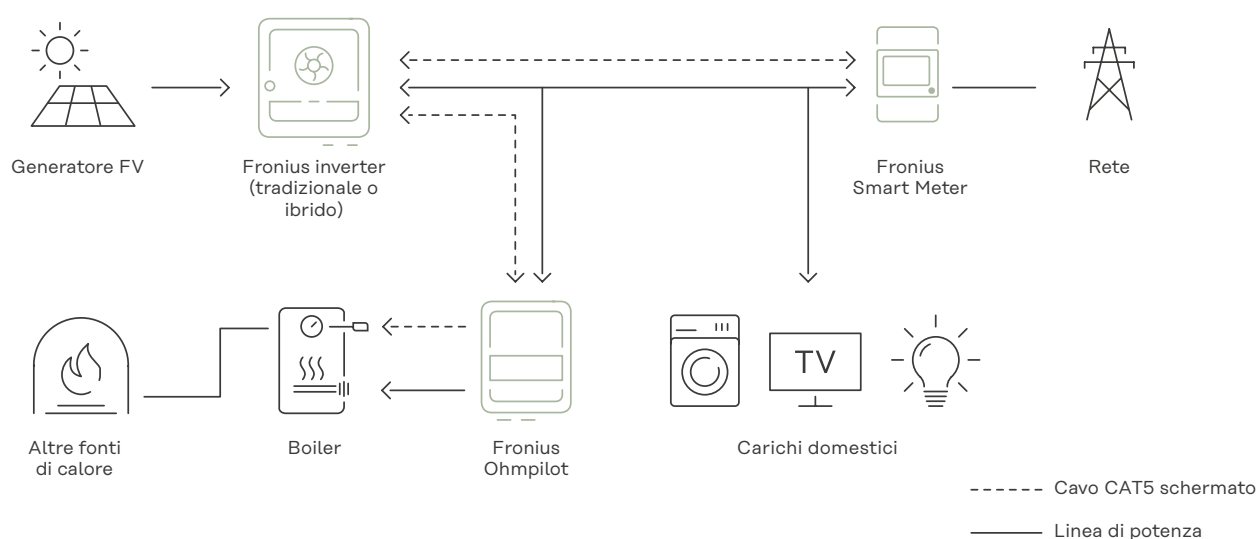 Generatore FV
Fronius inverter
(tradizionale o
ibrido)
Fronius
Smart Meter
Rete
TV
Altre fonti
di calore
Boiler
Fronius
Ohmpilot
Carichi domestici
Cavo CAT5 schermato
Linea di potenza